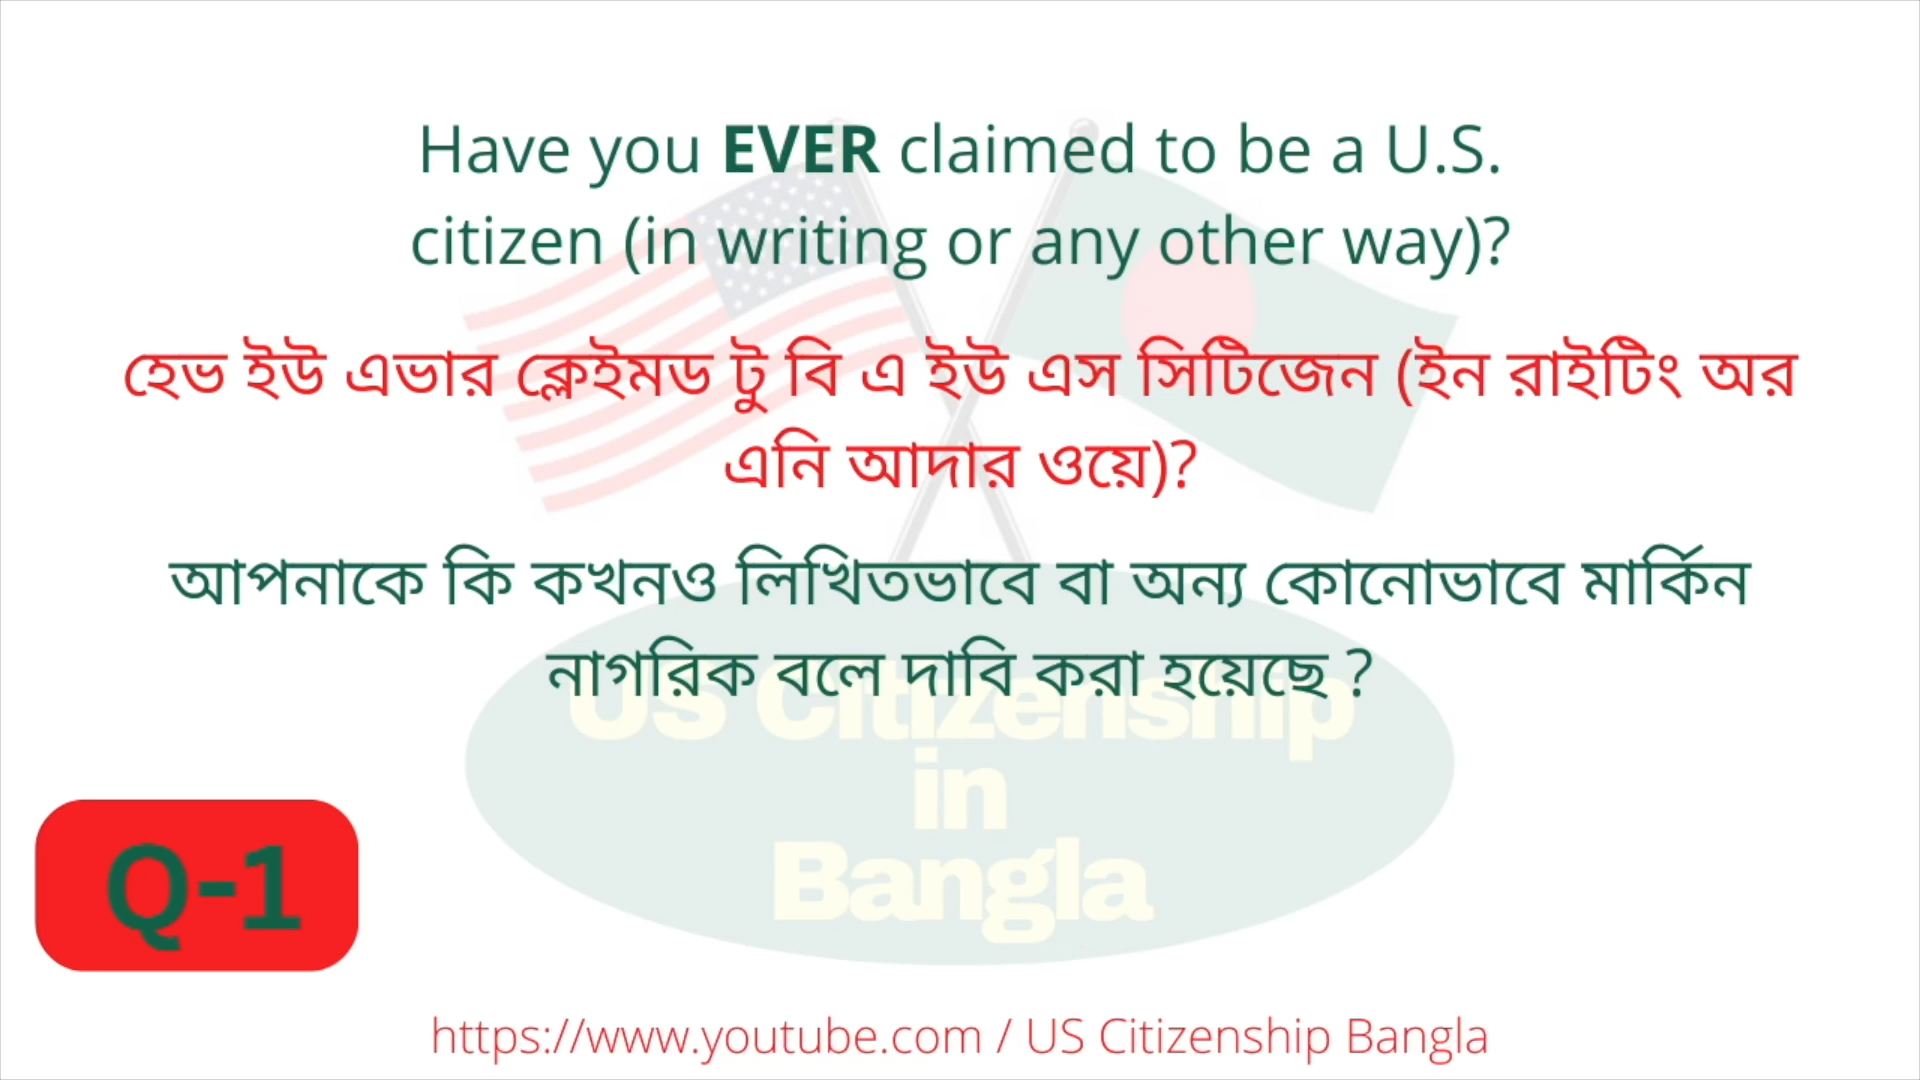 Have you EVER claimed to be a U.S.
citizen (in writing or any other way)?
হেভ ইউ এভার ক্লেইমড টু বি এ ইউ এস সিটিজেন (ইন রাইটিং অর
এনি আদার ওয়ে)?
আপনাকে কি কখনও লিখিতভাবে বা অন্য কোনোভাবে মার্কিন
নাগরিক বলে দাবি করা হয়েছে ?
US Citizenship
in
Bangla
Q-1
https://www.youtube.com / US Citizenship Bangla